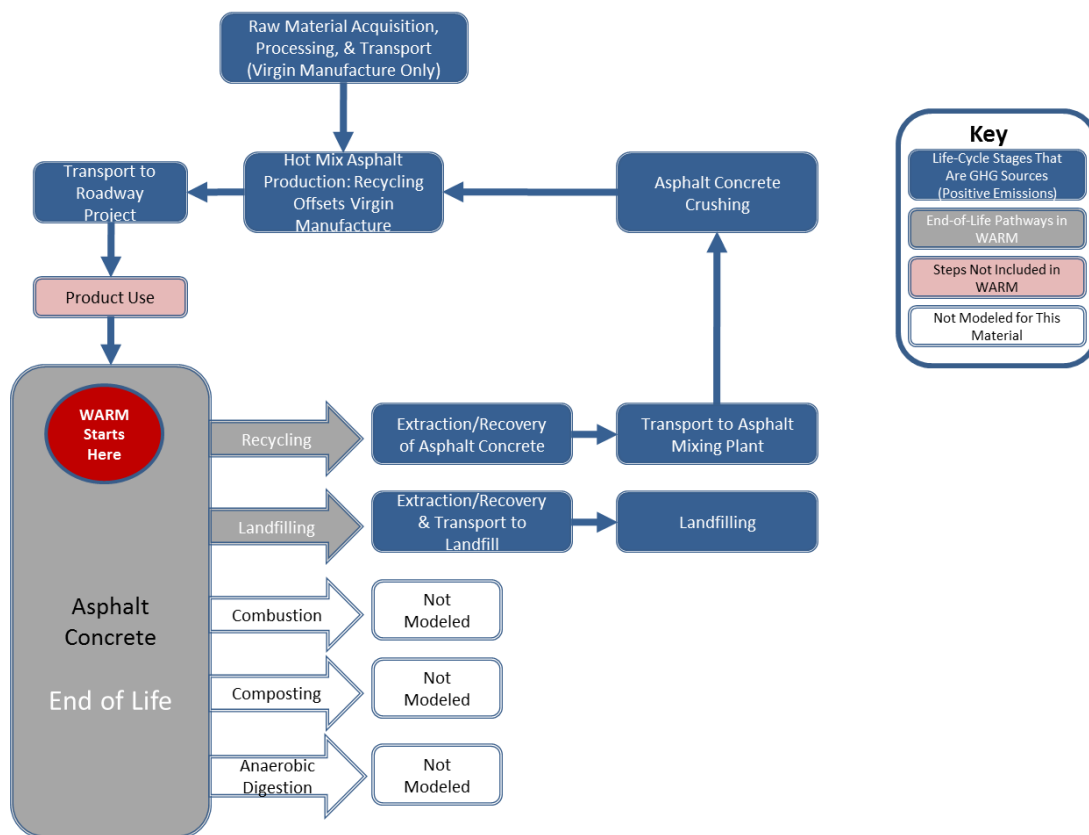 Raw Material Acquisition,
Processing, & Transport
(Virgin Manufacture Only)
Transport to
Roadway
Project
Hot Mix Asphalt
Production: Recycling
Offsets Virgin
Manufacture
Asphalt Concrete
Crushing
Key
Life-Cycle Stages That
Are GHG Sources
(Positive Emissions)
End-of-Life Pathways in
WARM
Steps Not Included in
WARM
Not Modeled for This
Material
Product Use
WARM
Starts
Here
Recycling
Extraction/Recovery
of Asphalt Concrete
Transport to Asphalt
Mixing Plant
Landfilling
Extraction/Recovery
& Transport to
Landfill
Landfilling
Asphalt
Concrete
End of Life
Combustion
Not
Modeled
Composting
Not
Modeled
Anaerobic
Digestion
Not
Modeled